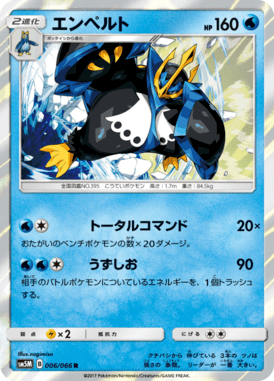 2進化 エンペルト HP160
ポッタイシから進化
全国図鑑NO.395 こうていポケモン 高さ：1.7m 重さ：84.5kg
トータルコマンド 20×
おたがいのベンチポケモンの数×20ダメージ。
うずしお 90
相手のバトルポケモンについているエネルギーを、1個トラッシュする。
弱点 ×2 抵抗力 にげる
Illus. nagimiso
SM5M D 006/066 R
クチバシから 伸びている 3本の ツノは
リーダーが 一番 大きい。
©2017 Pokémon/Nintendo/Creatures/GAME FREAK.